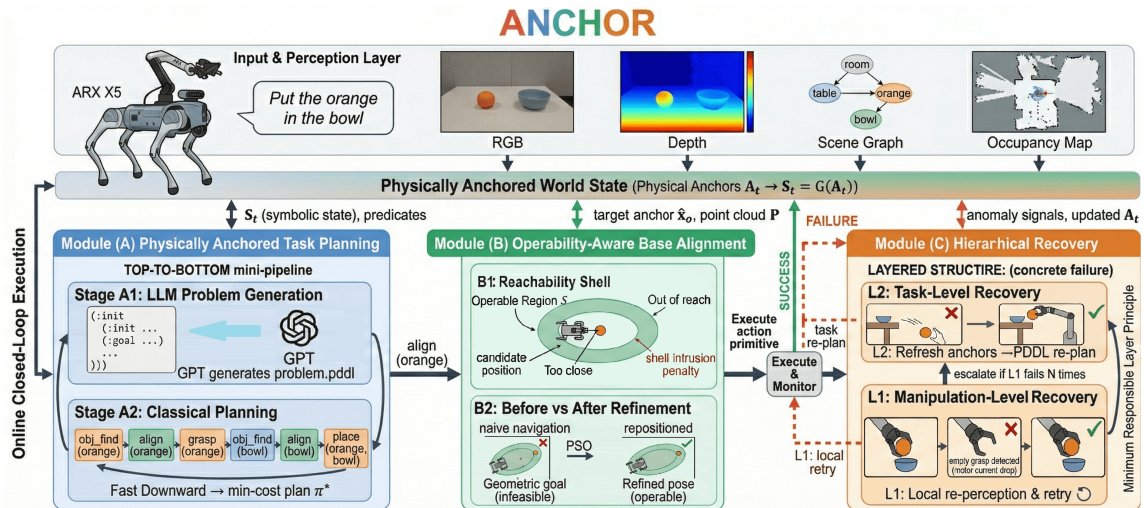 ANCHOR
Input & Perception Layer
ARX X5
Put the orange
in the bowl
RGB
Depth
room
table
orange
bowl
Scene Graph
Occupancy Map
Physically Anchored World State (Physical Anchors A_t → S_t = G(A_t))
Online Closed-Loop Execution
S_t (symbolic state), predicates
target anchor x̂_o, point cloud P
SUCCESS
FAILURE
anomaly signals, updated A_t
Module (A) Physically Anchored Task Planning
TOP-TO-BOTTOM mini-pipeline
Stage A1: LLM Problem Generation
(:init
(:init ...
(:goal ...)
...
)))
GPT
GPT generates problem.pddl
Stage A2: Classical Planning
obj_find
(orange)
align
(orange)
grasp
(orange)
obj_find
(bowl)
align
(bowl)
place
(orange,
bowl)
Fast Downward → min-cost plan π*
align
(orange)
Module (B) Operability-Aware Base Alignment
B1: Reachability Shell
Operable Region S
Out of reach
candidate
position
Too close
shell intrusion
penalty
B2: Before vs After Refinement
naive navigation
PSO
repositioned
Geometric goal
(infeasible)
Refined pose
(operable)
Execute
action
primitive
Execute
&
Monitor
task
re-plan
L1: local
retry
Module (C) Hierarhical Recovery
LAYERED STRUCTIRE: (concrete failure)
L2: Task-Level Recovery
L2: Refresh anchors →PDDL re-plan
escalate if L1 fails N times
L1: Manipulation-Level Recovery
empty grasp detected
(motor current drop)
L1: Local re-perception & retry
Minimum Responsible Layer Principle